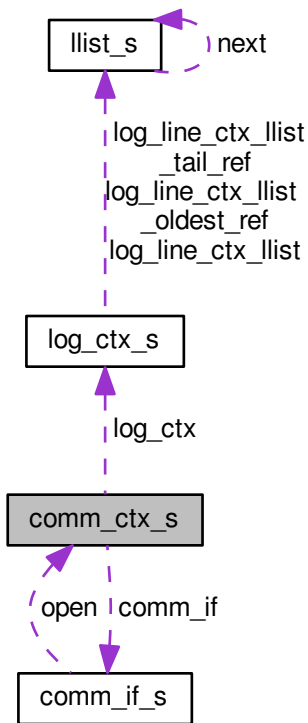 llist_s
next
log_line_ctx_llist
_tail_ref
log_line_ctx_llist
_oldest_ref
log_line_ctx_llist
log_ctx_s
log_ctx
comm_ctx_s
open
comm_if
comm_if_s